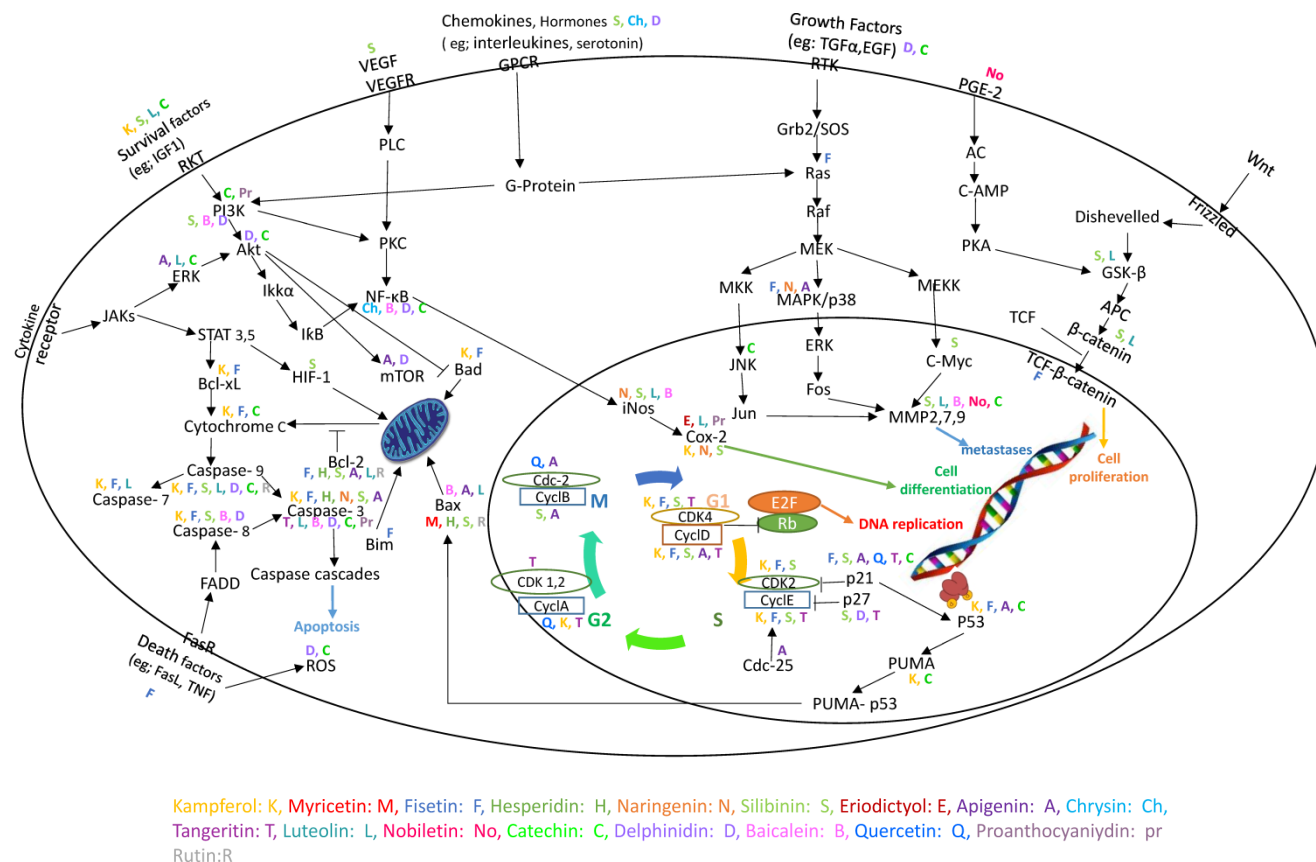 Chemokines, Hormones S, Ch, D
( eg; interleukines, serotonin)
GPCR
Growth Factors
(eg: TGFα,EGF) D, C
RTK
S
VEGF
VEGFR
No
PGE-2
K, S, L, C
Survival factors
(eg; IGF1)
RKT
Wnt
Frizzled
PLC
Grb2/SOS
AC
F
Ras
G-Protein
C-AMP
C, Pr
PJ3K
S, B, D
Raf
Dishevelled
PKC
MEK
PKA
D, C
Akt
A, L, C
ERK
S, L
GSK-β
Ikkα
NF-κB
Ch, B, D, C
MKK
F, N, A
MAPK/p38
MEKK
APC
Cytokine
receptor
JAKs
STAT 3,5
IkB
TCF
β-catenin
S, L
ERK
S
C-Myc
C
JNK
K, F
Bcl-xL
S
HIF-1
A, D
mTOR
K, F
Bad
TCF-β-catenin
F
Fos
N, S, L, B
iNos
Jun
S, L, B, No, C
MMP2,7,9
K, F, C
Cytochrome C
E, L, Pr
Cox-2
K, N, S
metastases
Cell
proliferation
Bcl-2
F, H, S, A, L,R
Cell
differentiation
Caspase- 9
K, F, S, L, D, C, R
K, F, L
Caspase- 7
Q, A
Cdc-2
CyclB
S, A
M
K, F, S, T
G1
CDK4
CyclD
K, F, S, A, T
E2F
Rb
DNA replication
K, F, H, N, S, A
Caspase- 3
T, L, B, D, C, Pr
B, A, L
Bax
M, H, S, R
K, F, S, B, D
Caspase- 8
F
Bim
T
CDK 1,2
CyclA
Q, K, T
G2
S
K, F, S
CDK2
CyclE
K, F, S, T
F, S, A, Q, T, C
p21
p27
S, D, T
K, F, A, C
P53
FADD
Caspase cascades
Apoptosis
A
Cdc-25
PUMA
K, C
PUMA- p53
FasR
Death factors
(eg; FasL, TNF)
F
D, C
ROS
Kampferol: K, Myricetin: M, Fisetin: F, Hesperidin: H, Naringenin: N, Silibinin: S, Eriodictyol: E, Apigenin: A, Chrysin: Ch,
Tangeritin: T, Luteolin: L, Nobiletin: No, Catechin: C, Delphinidin: D, Baicalein: B, Quercetin: Q, Proanthocyaniydin: pr
Rutin:R